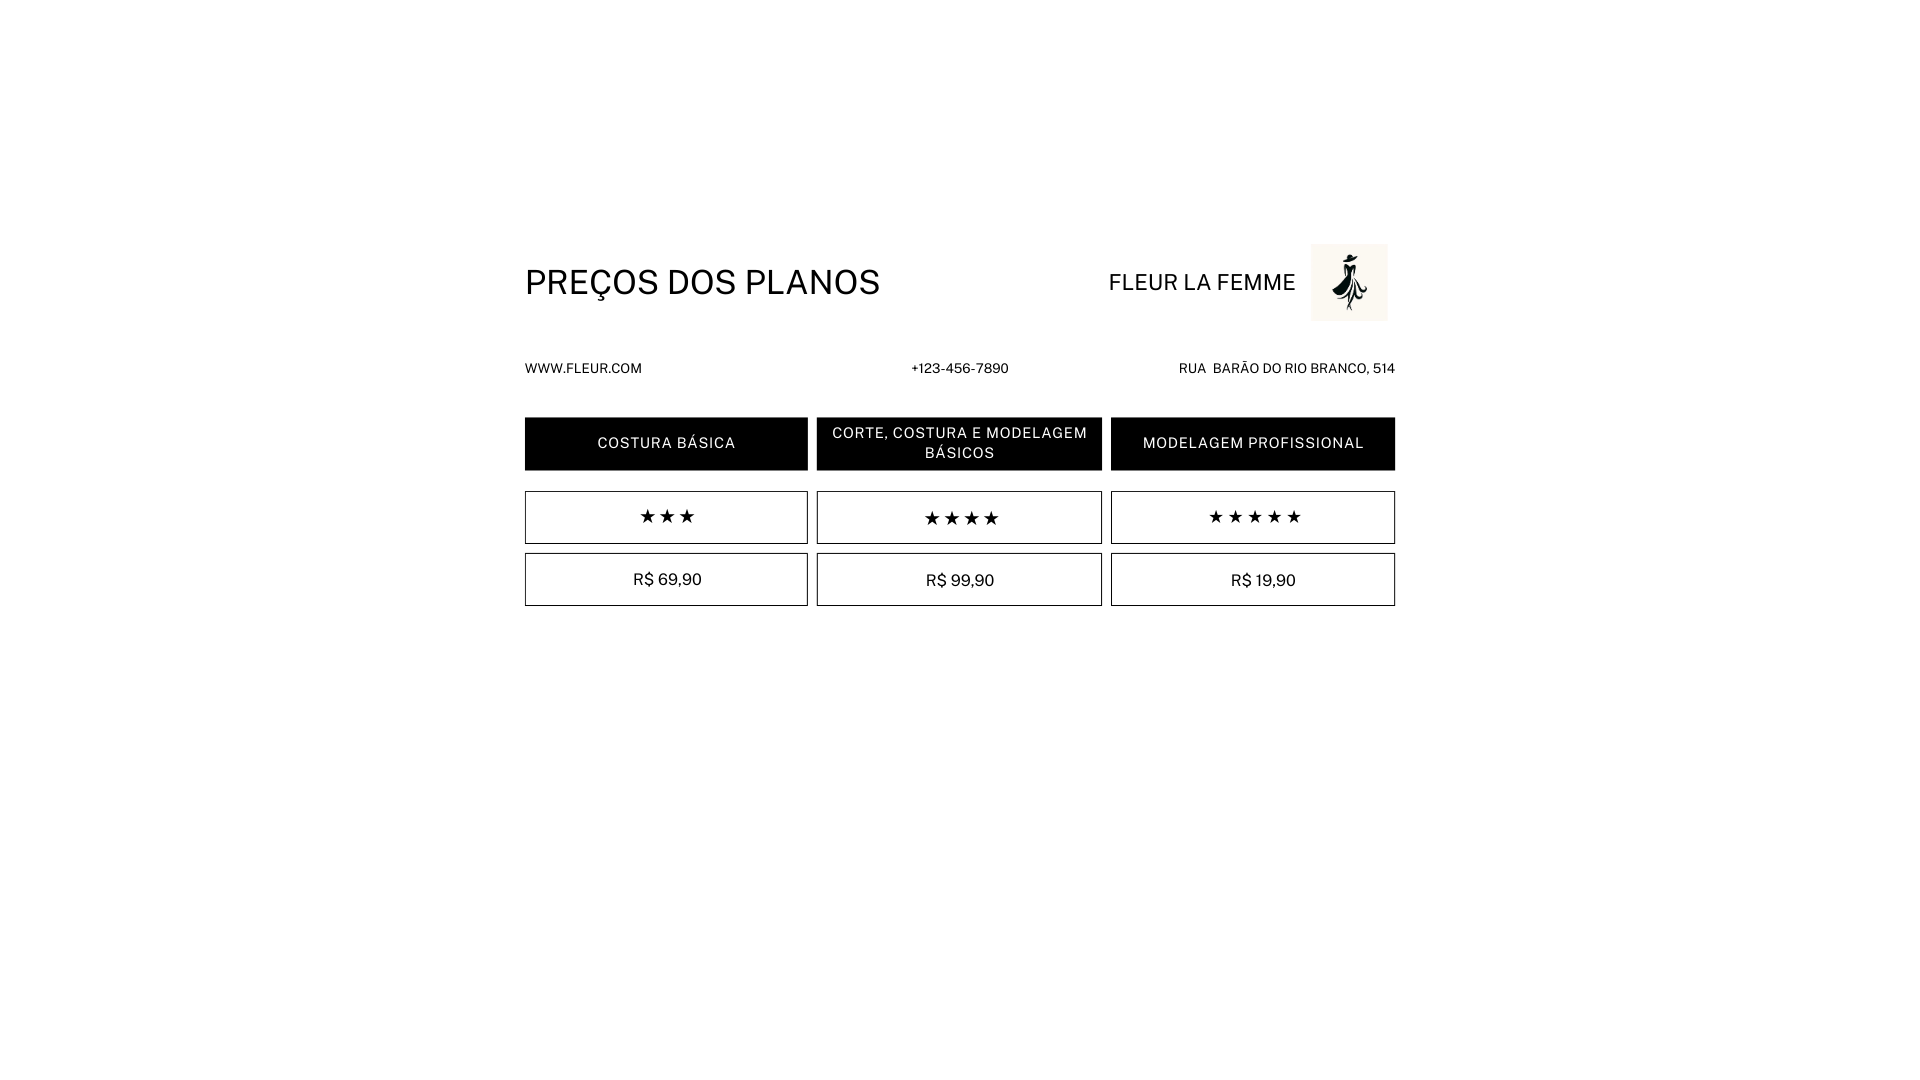 PREÇOS DOS PLANOS
FLEUR LA FEMME
WWW.FLEUR.COM
+123-456-7890
RUA  BARÃO DO RIO BRANCO, 514
COSTURA BÁSICA
CORTE, COSTURA E MODELAGEM
BÁSICOS
MODELAGEM PROFISSIONAL
★★★
★★★★
★★★★★
R$ 69,90
R$ 99,90
R$ 19,90